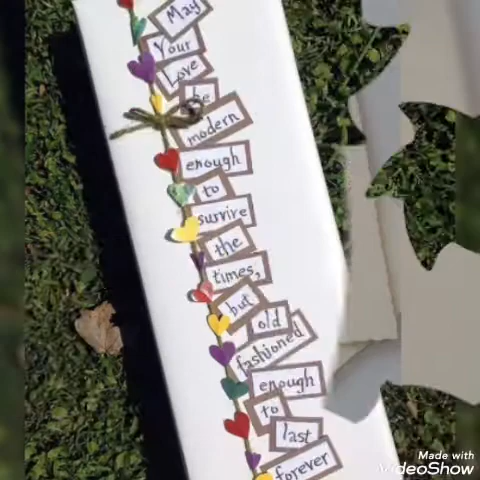 May
Your
Love
Be
modern
enough
to
survive
the
times,
but
old
fashioned
enough
to
last
forever
Made with
VideoShow